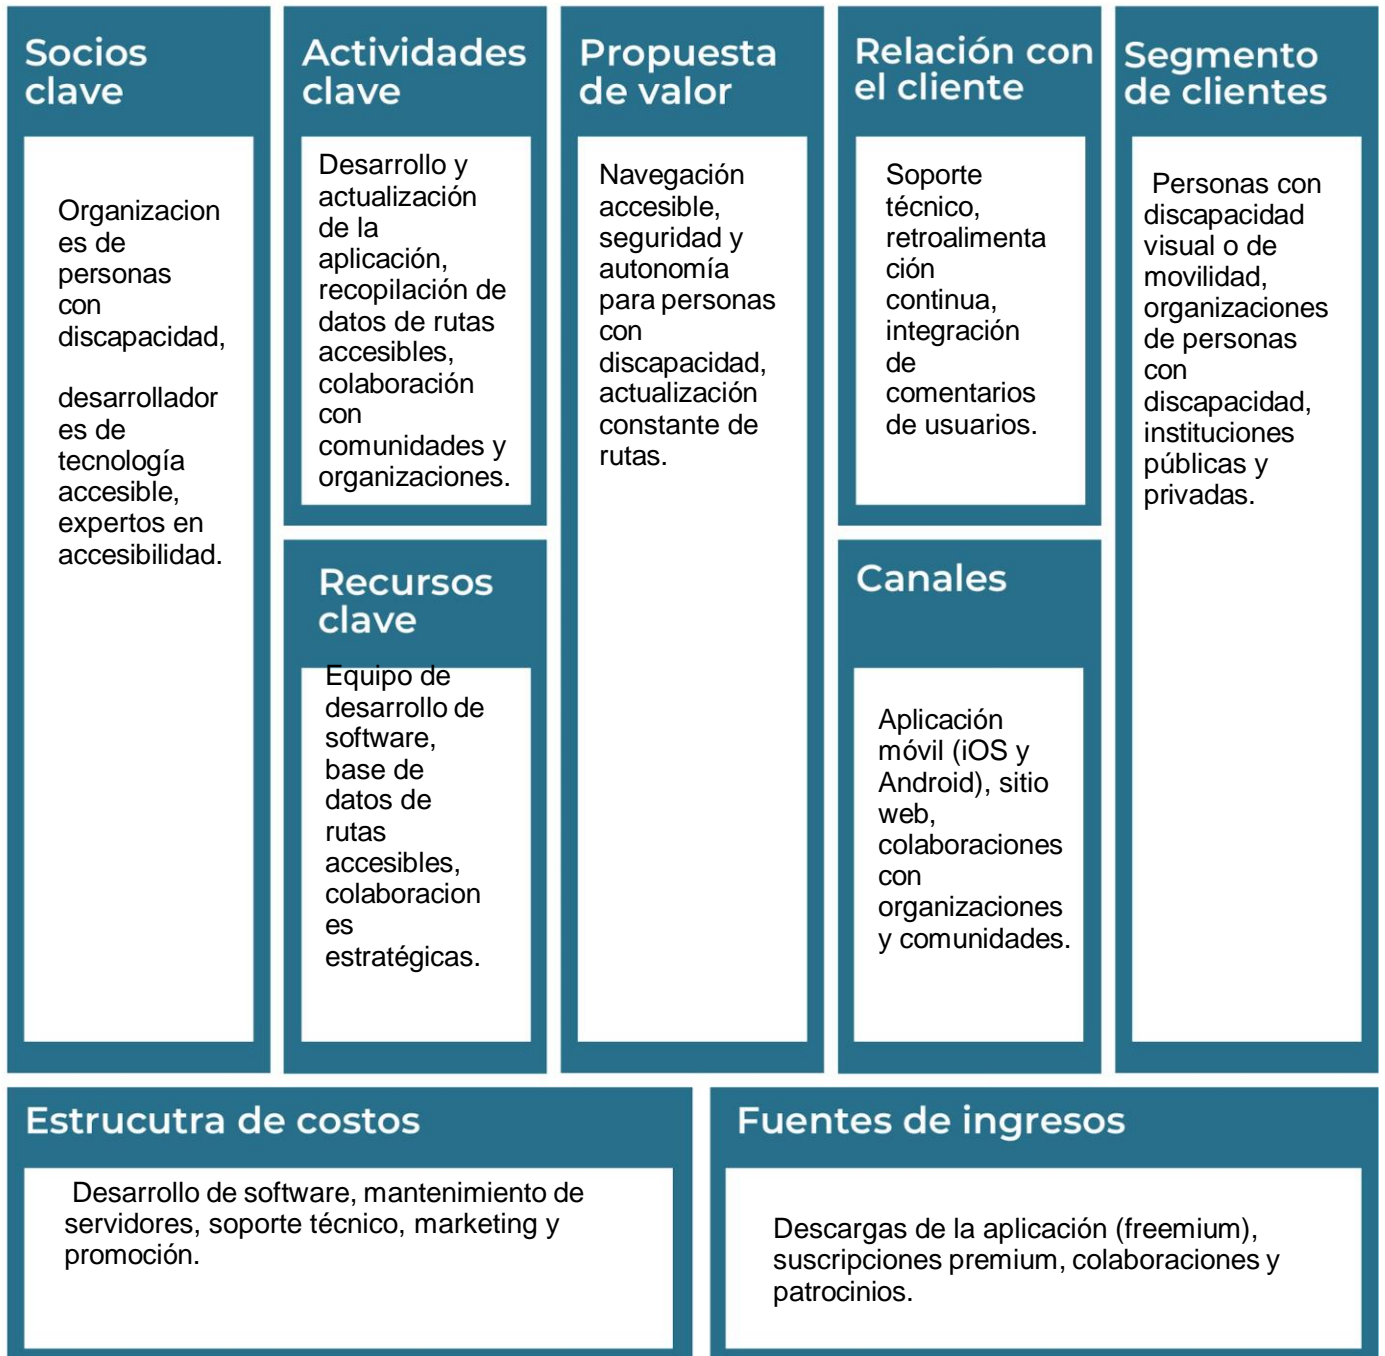 Socios
clave
Organizacion
es de
personas
con
discapacidad,
desarrollador
es de
tecnología
accesible,
expertos en
accesibilidad.
Actividades
clave
Desarrollo y
actualización
de la
aplicación,
recopilación de
datos de rutas
accesibles,
colaboración
con
comunidades y
organizaciones.
Recursos
clave
Equipo de
desarrollo de
software,
base de
datos de
rutas
accesibles,
colaboracion
es
estratégicas.
Propuesta
de valor
Navegación
accesible,
seguridad y
autonomía
para personas
con
discapacidad,
actualización
constante de
rutas.
Relación con
el cliente
Soporte
técnico,
retroalimenta
ción
continua,
integración
de
comentarios
de usuarios.
Canales
Aplicación
móvil (iOS y
Android), sitio
web,
colaboraciones
con
organizaciones
y comunidades.
Segmento
de clientes
Personas con
discapacidad
visual o de
movilidad,
organizaciones
de personas
con
discapacidad,
instituciones
públicas y
privadas.
Estrucutra de costos
Desarrollo de software, mantenimiento de
servidores, soporte técnico, marketing y
promoción.
Fuentes de ingresos
Descargas de la aplicación (freemium),
suscripciones premium, colaboraciones y
patrocinios.